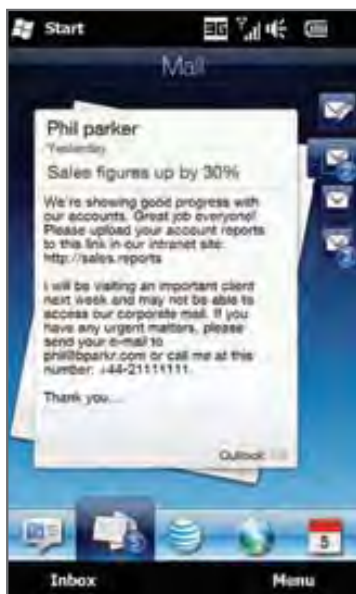 Start
3G
Mail
Phil parker
Yesterday
Sales figures up by 30%
We're showing good progress with
our accounts. Great job everyone!
Please upload your account reports
to this link in our intranet site:
http://sales.reports
I will be visiting an important client
next week and may not be able to
access our corporate mail. If you
have any urgent matters, please
send your e-mail to
phil@bparkr.com or call me at this
number: +44-21111111.
Thank you....
Outlook
5
Inbox
Menu